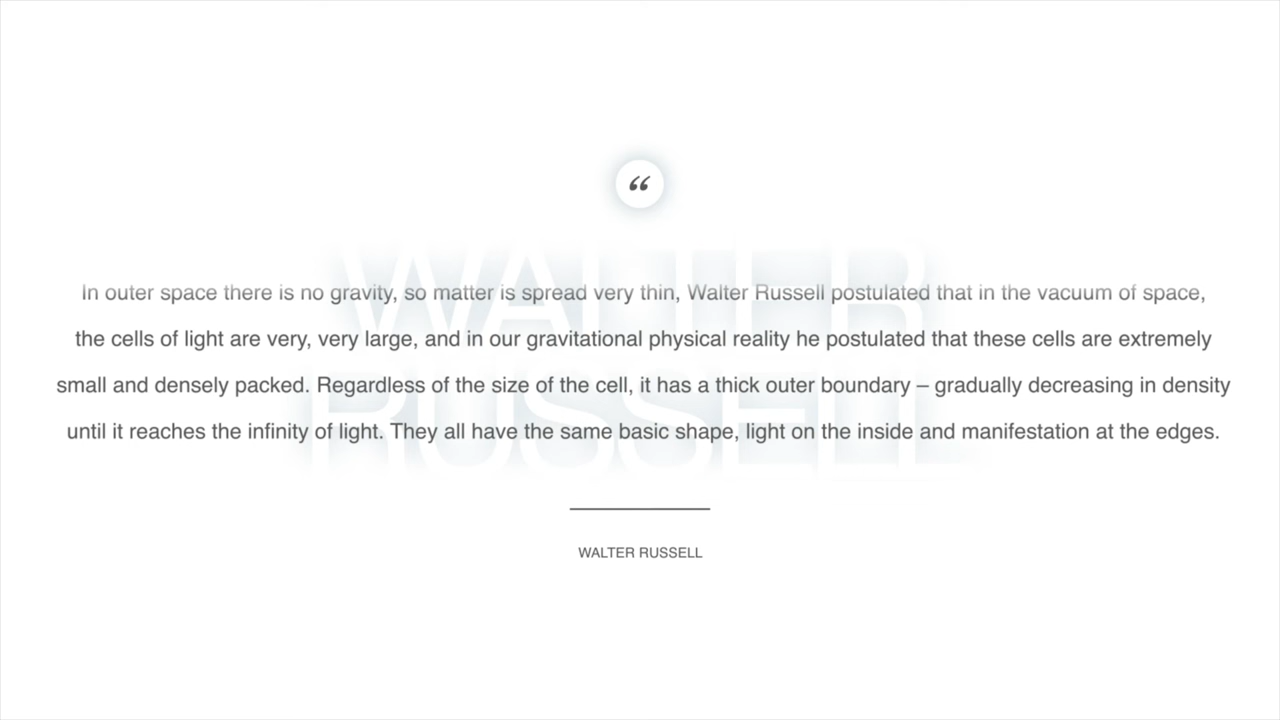 “
WALTER
RUSSELL
In outer space there is no gravity, so matter is spread very thin, Walter Russell postulated that in the vacuum of space,
the cells of light are very, very large, and in our gravitational physical reality he postulated that these cells are extremely
small and densely packed. Regardless of the size of the cell, it has a thick outer boundary – gradually decreasing in density
until it reaches the infinity of light. They all have the same basic shape, light on the inside and manifestation at the edges.
WALTER RUSSELL